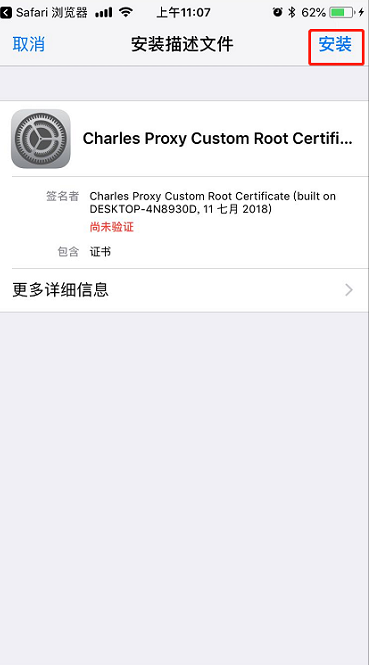 Safari 浏览器 上午11:07 62%
取消 安装描述文件 安装
Charles Proxy Custom Root Certifi...
签名者 Charles Proxy Custom Root Certificate (built on
DESKTOP-4N8930D, 11 七月 2018)
尚未验证
包含 证书
更多详细信息